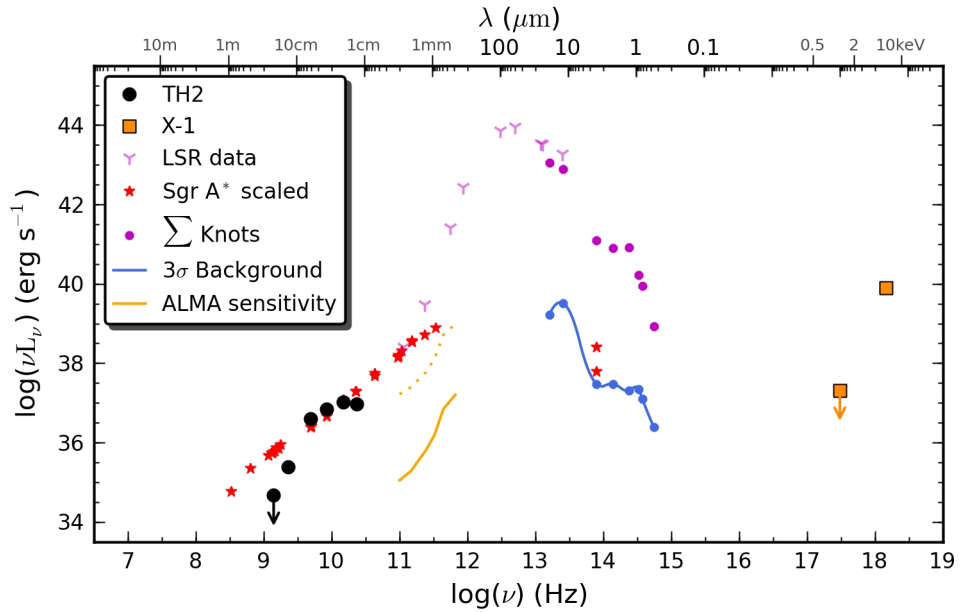 λ (μm)
10m 1m 10cm 1cm 1mm 100 10 1 0.1 0.5 2 10keV
log(νLν) (erg s⁻¹)
44
42
40
38
36
34
TH2
X-1
LSR data
Sgr A* scaled
∑ Knots
3σ Background
ALMA sensitivity
7 8 9 10 11 12 13 14 15 16 17 18 19
log(ν) (Hz)